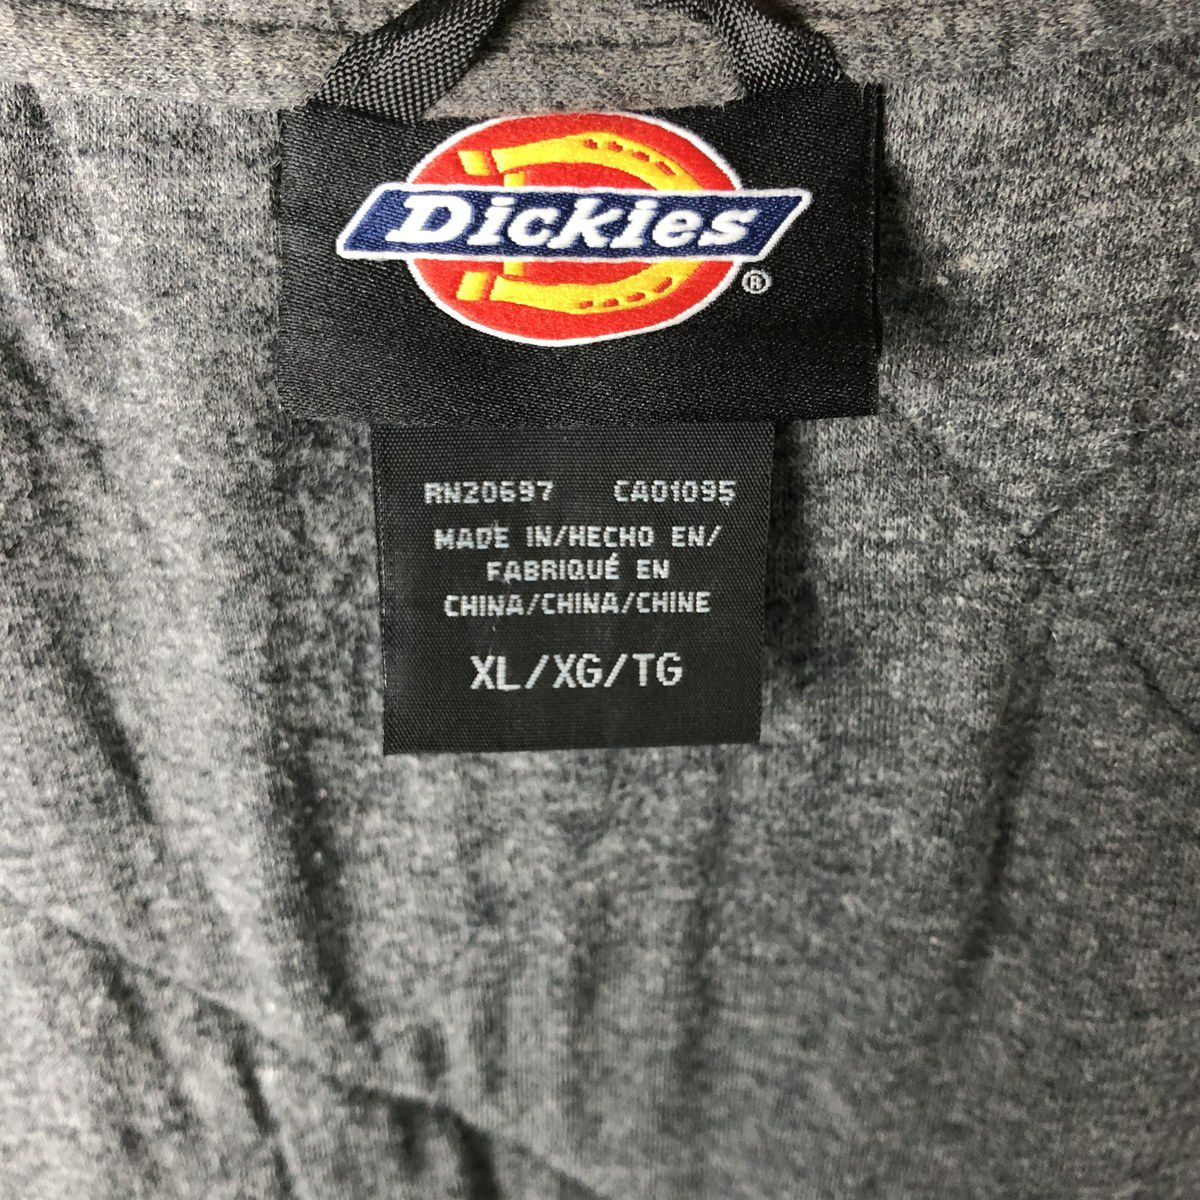 Dickies
®
RN20697 CA01095
MADE IN/HECHO EN/
FABRIQUÉ EN
CHINA/CHINA/CHINE
XL/XG/TG